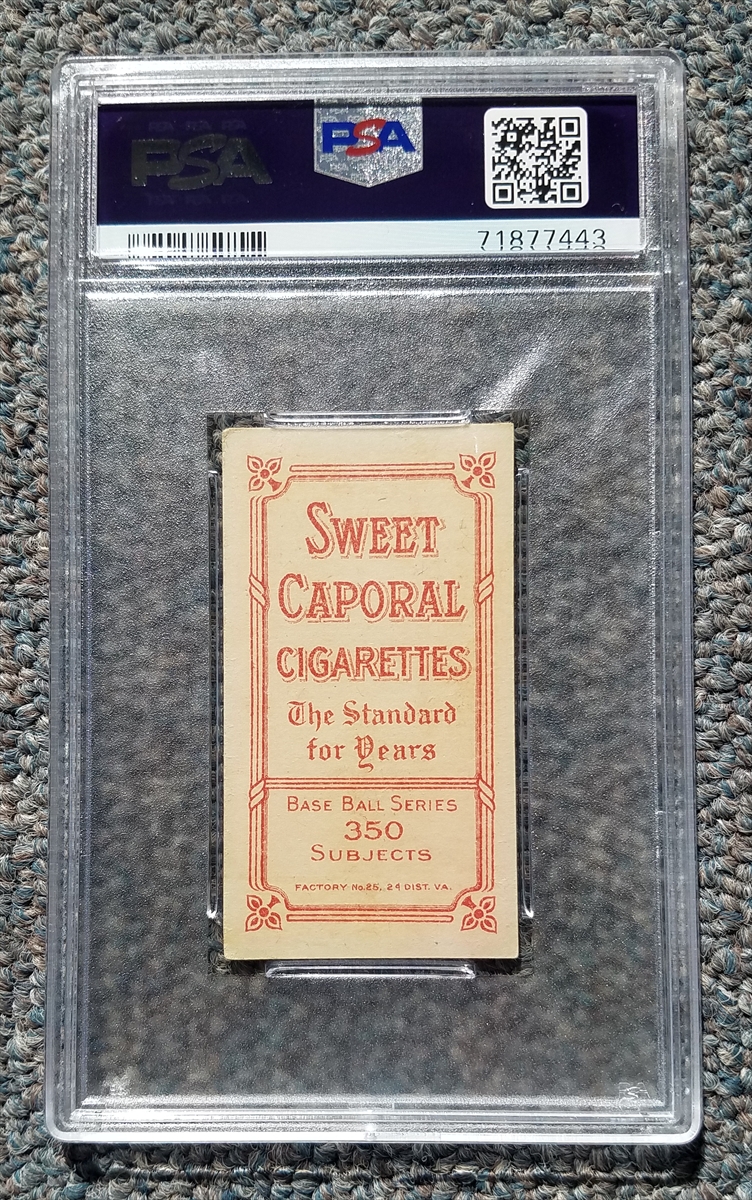 PSA
PSA
71877443
SWEET
CAPORAL
CIGARETTES
The Standard
for Years
BASE BALL SERIES
350
SUBJECTS
FACTORY No. 25, 2d DIST. VA.